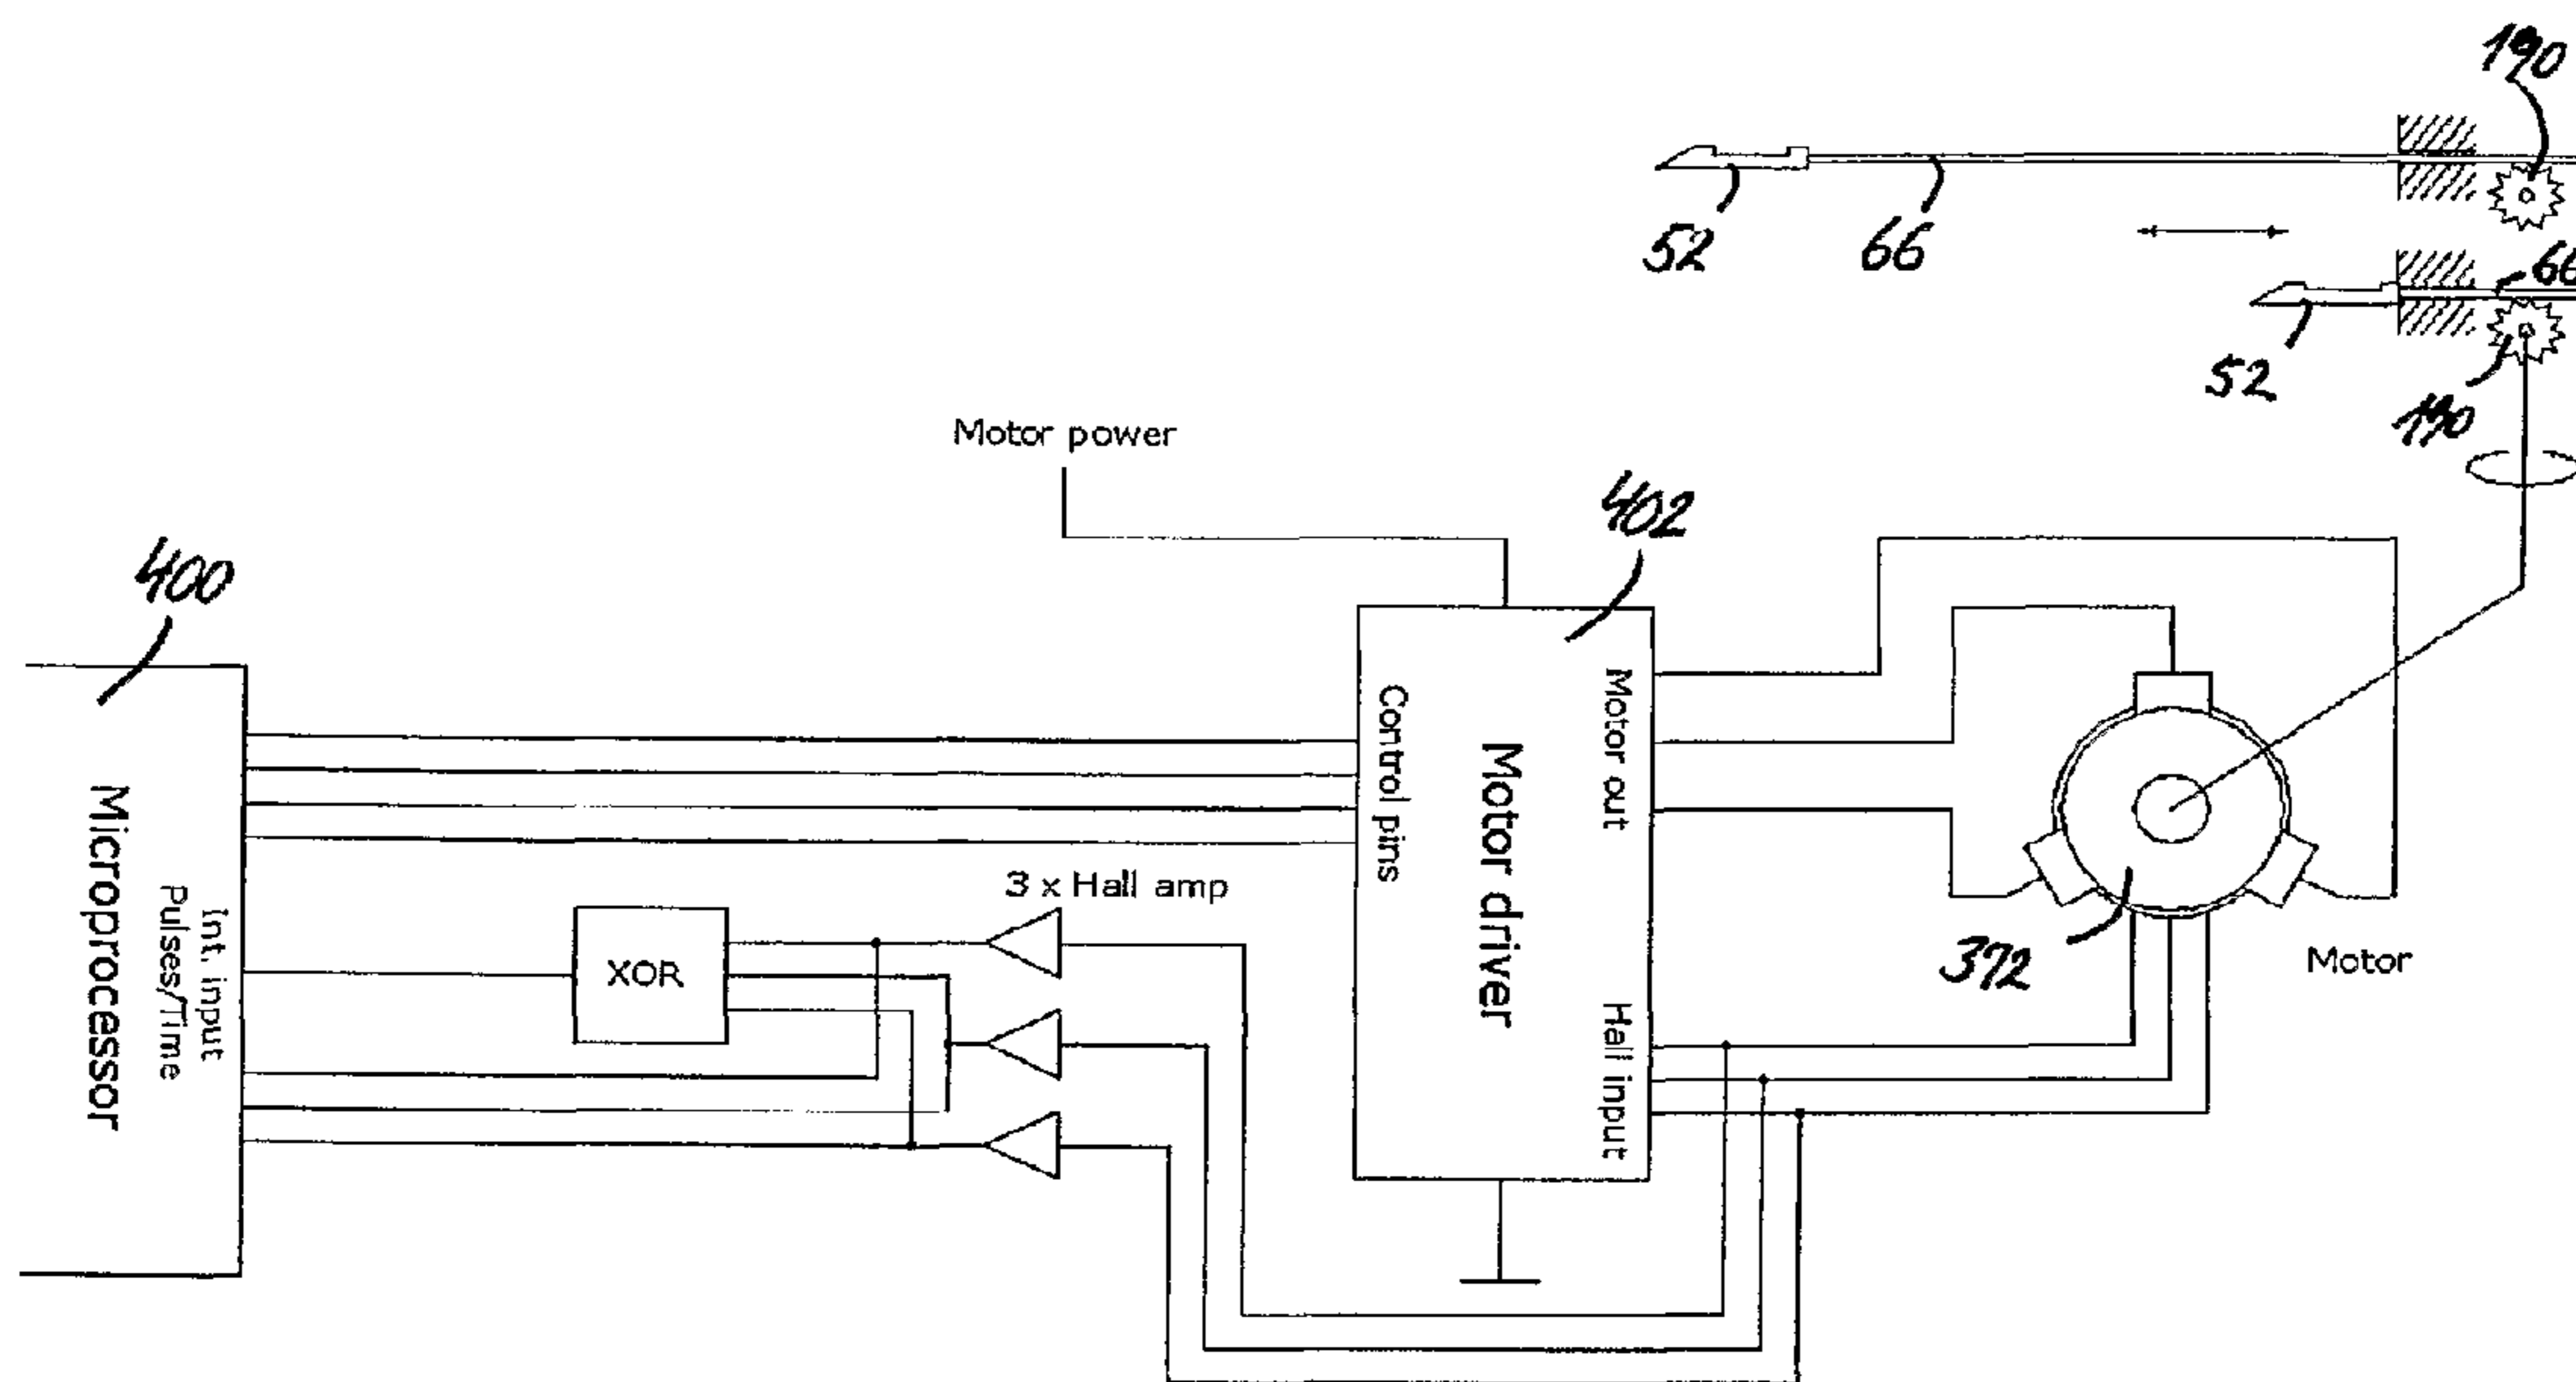 190
52
66
66
52
190
Motor power
402
400
Control pins
Motor driver
Motor out
Hall input
3 x Hall amp
XOR
Int. input
Pulses/Time
Microprocessor
372
Motor